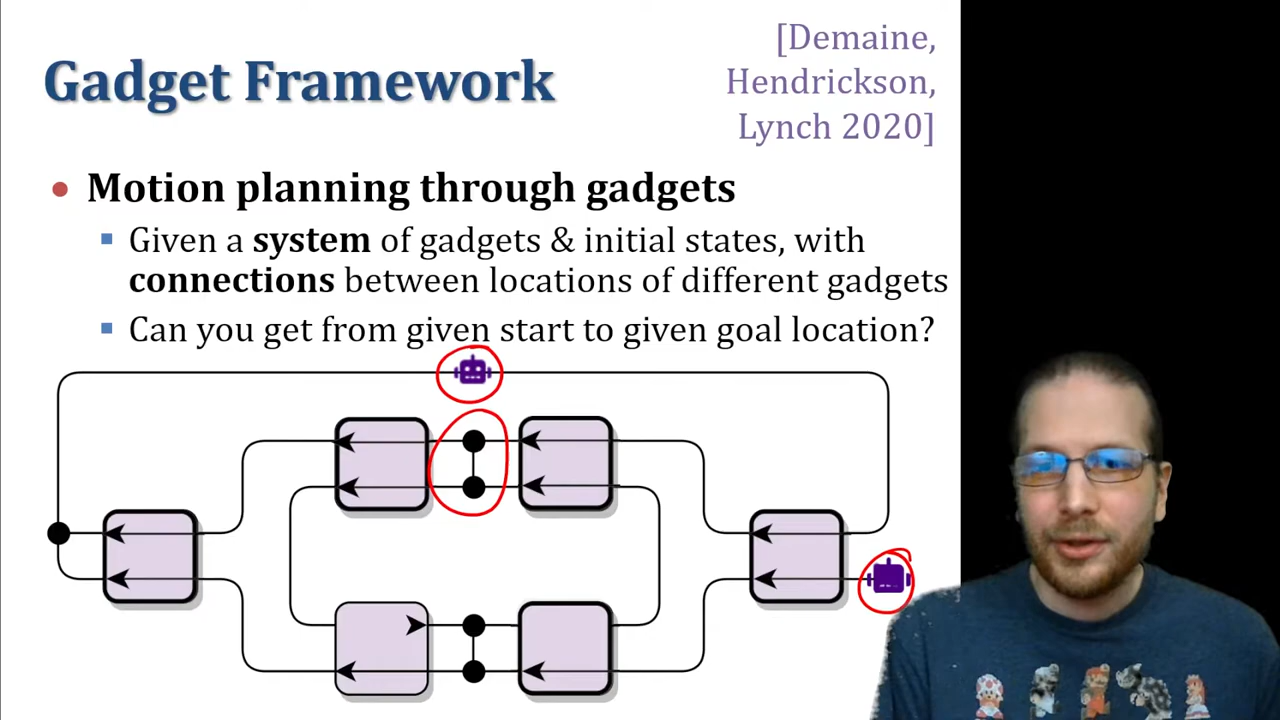 Gadget Framework
[Demaine,
Hendrickson,
Lynch 2020]
• Motion planning through gadgets
▪ Given a system of gadgets & initial states, with
connections between locations of different gadgets
▪ Can you get from given start to given goal location?